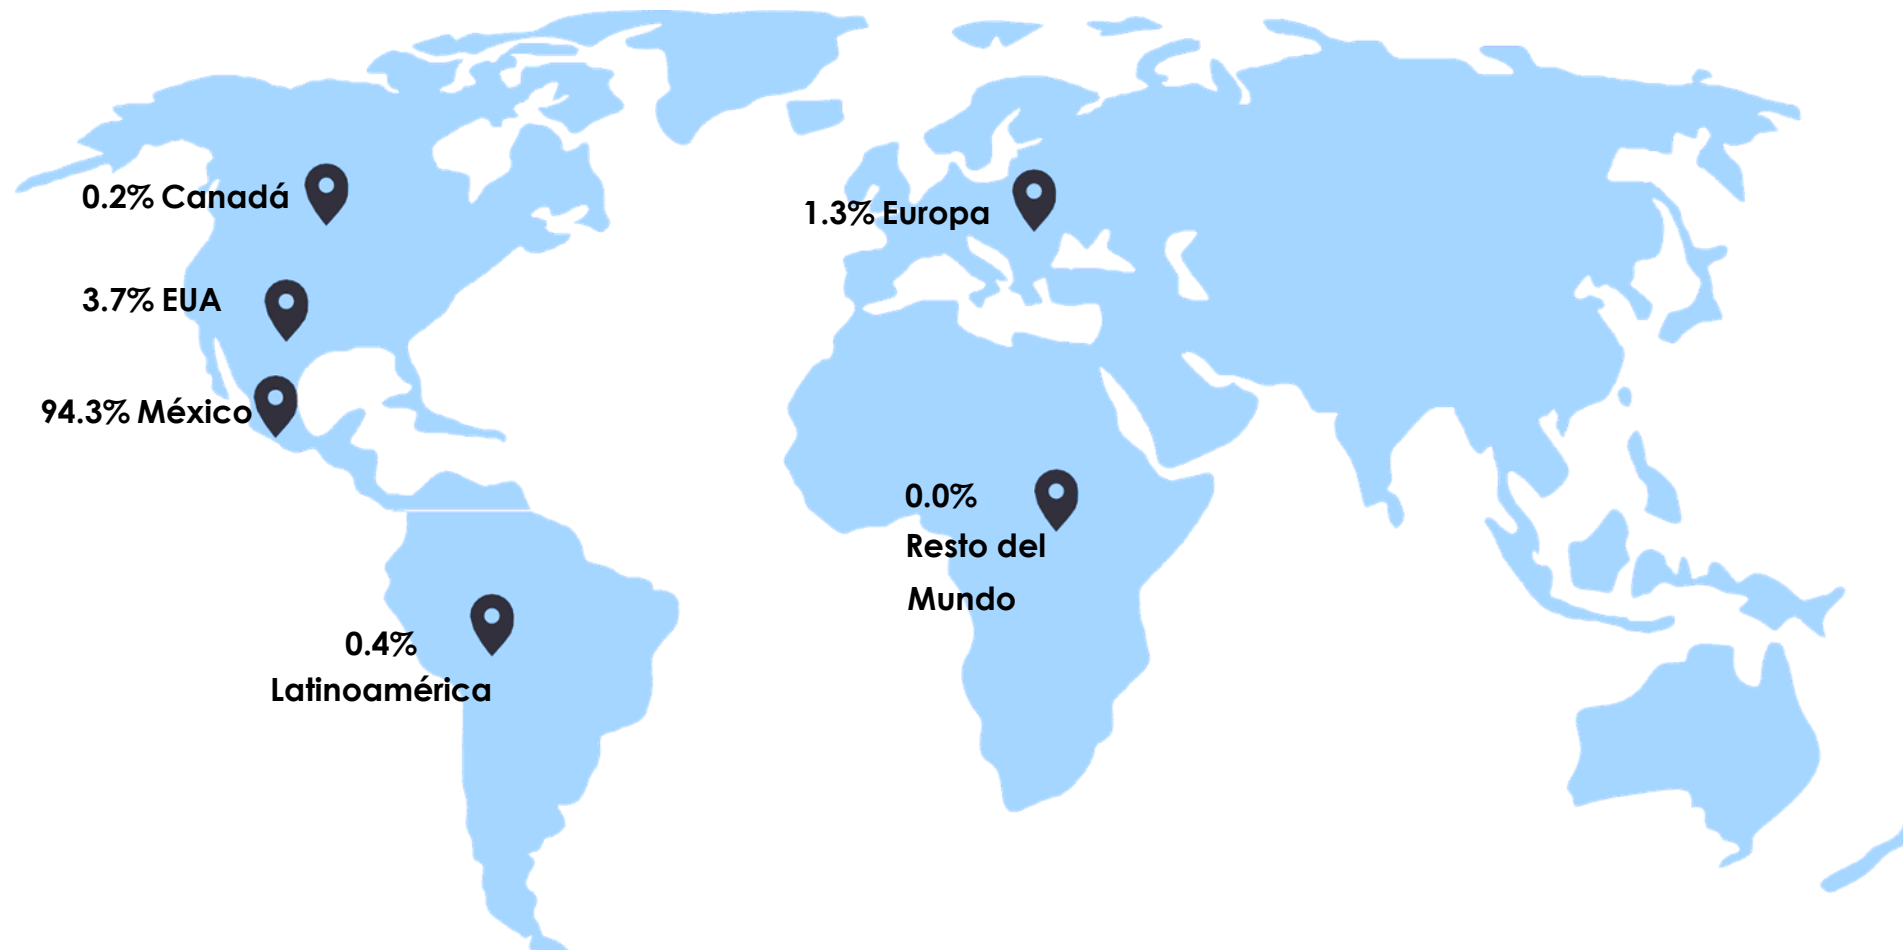 0.2% Canadá
1.3% Europa
3.7% EUA
94.3% México
0.0%
Resto del
Mundo
0.4%
Latinoamérica